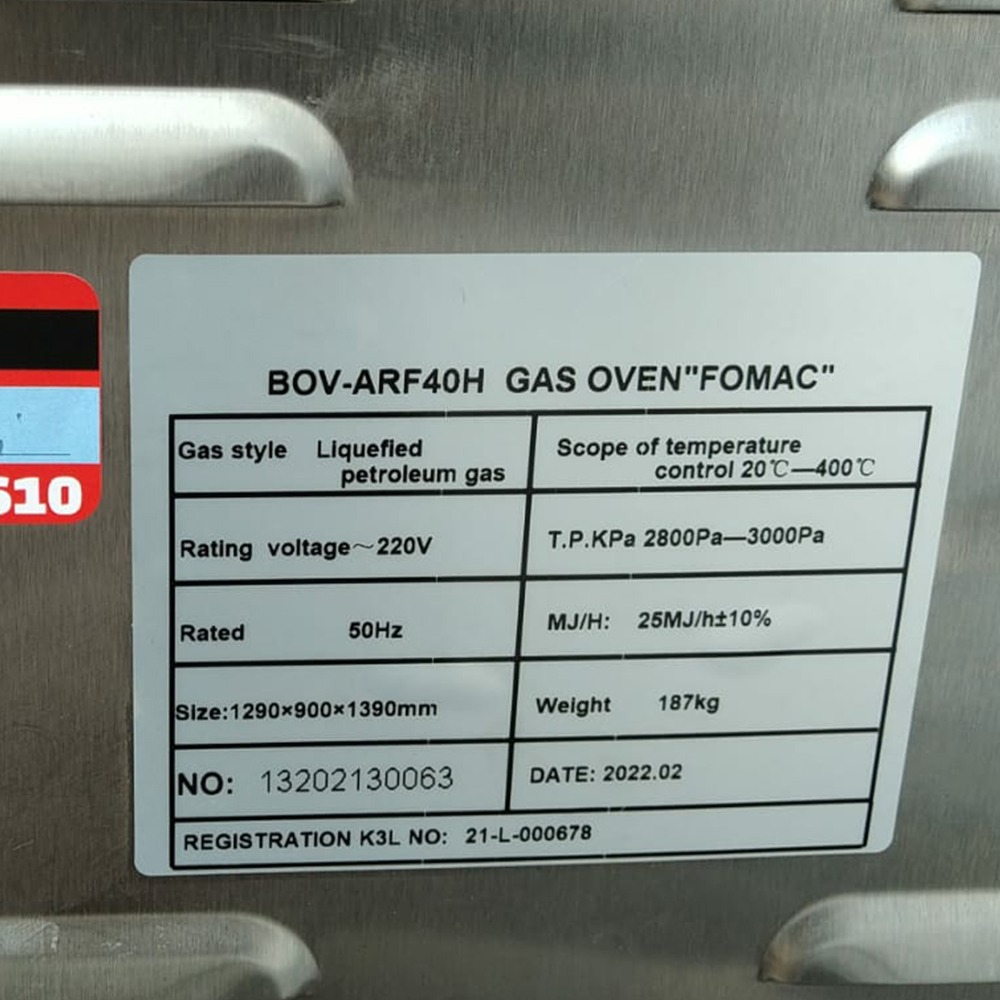 BOV-ARF40H GAS OVEN"FOMAC"
Gas style Liquefied
petroleum gas
Scope of temperature
control 20℃—400℃
Rating voltage~220V
T.P.KPa 2800Pa—3000Pa
Rated 50Hz
MJ/H: 25MJ/h±10%
Size:1290×900×1390mm
Weight 187kg
NO: 13202130063
DATE: 2022.02
REGISTRATION K3L NO: 21-L-000678
510